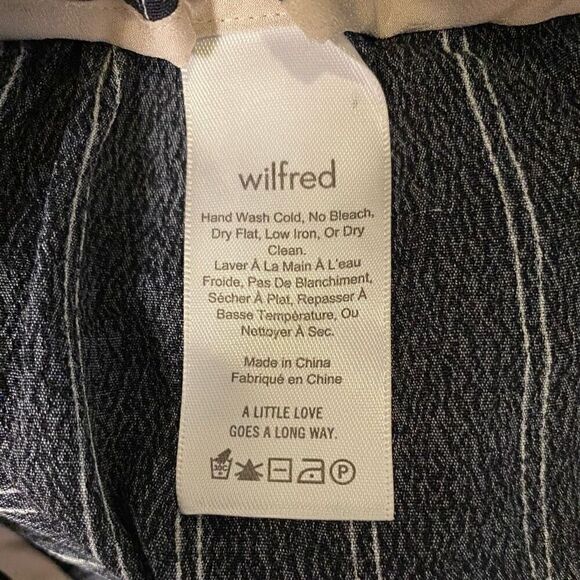 wilfred
Hand Wash Cold, No Bleach,
Dry Flat, Low Iron, Or Dry
Clean.
Laver À La Main À L'eau
Froide, Pas De Blanchiment,
Sécher À Plat, Repasser À
Basse Température, Ou
Nettoyer À Sec.
Made in China
Fabriqué en Chine
A LITTLE LOVE
GOES A LONG WAY.
P